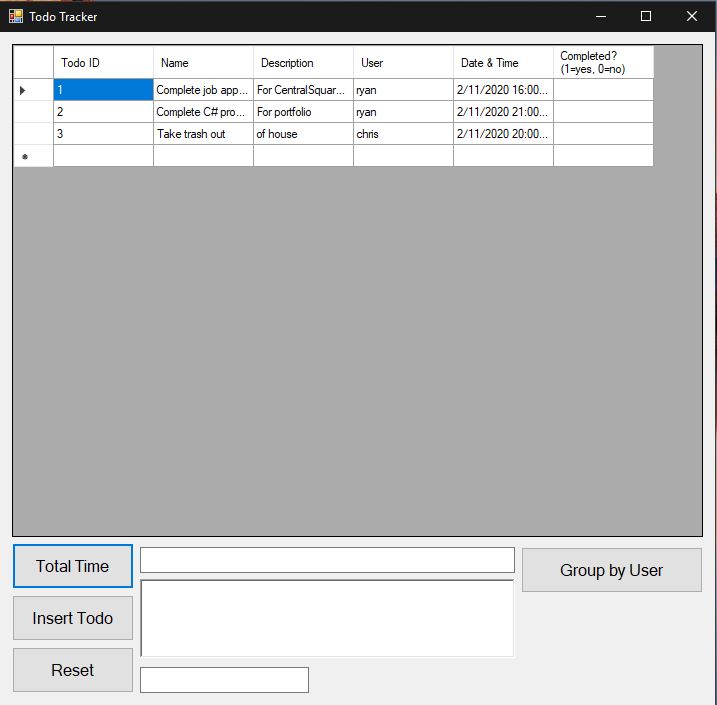 Todo Tracker
Todo ID Name Description User Date & Time Completed?
(1=yes, 0=no)
1 Complete job app... For CentralSquar... ryan 2/11/2020 16:00...
2 Complete C# pro... For portfolio ryan 2/11/2020 21:00...
3 Take trash out of house chris 2/11/2020 20:00...
Total Time
Group by User
Insert Todo
Reset